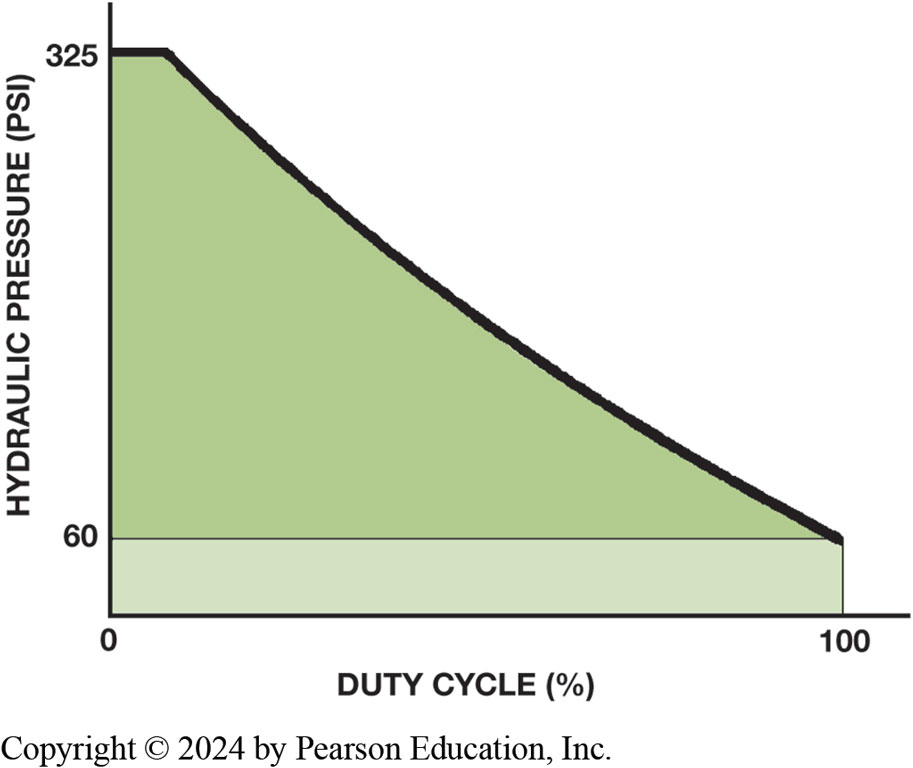 325
HYDRAULIC PRESSURE (PSI)
60
0
100
DUTY CYCLE (%)
Copyright © 2024 by Pearson Education, Inc.